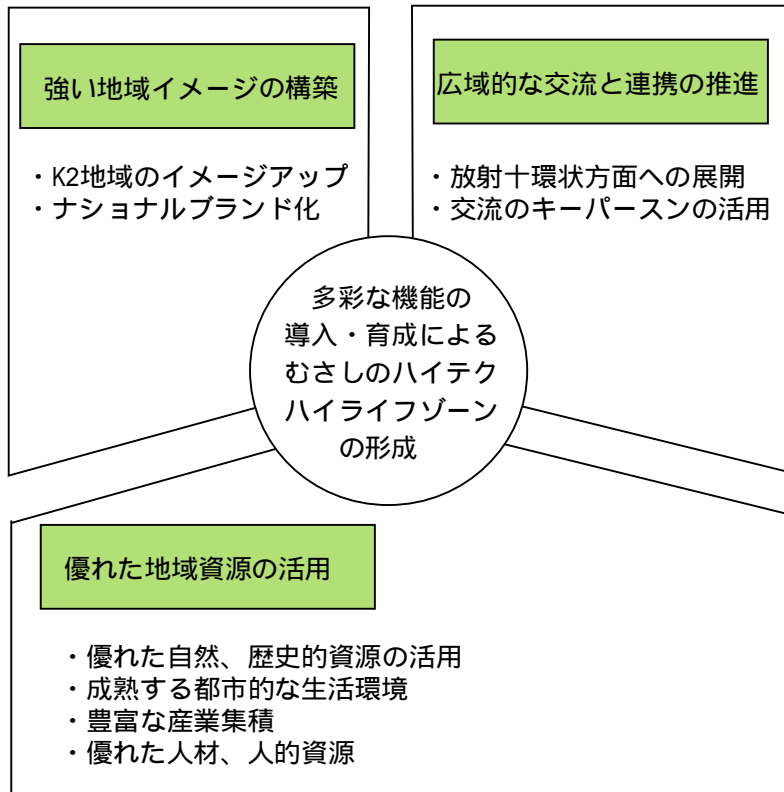 強い地域イメージの構築
・K2地域のイメージアップ
・ナショナルブランド化
広域的な交流と連携の推進
・放射十環状方面への展開
・交流のキーパースンの活用
多彩な機能の
導入・育成による
むさしのハイテク
ハイライフゾーン
の形成
優れた地域資源の活用
・優れた自然、歴史的資源の活用
・成熟する都市的な生活環境
・豊富な産業集積
・優れた人材、人的資源